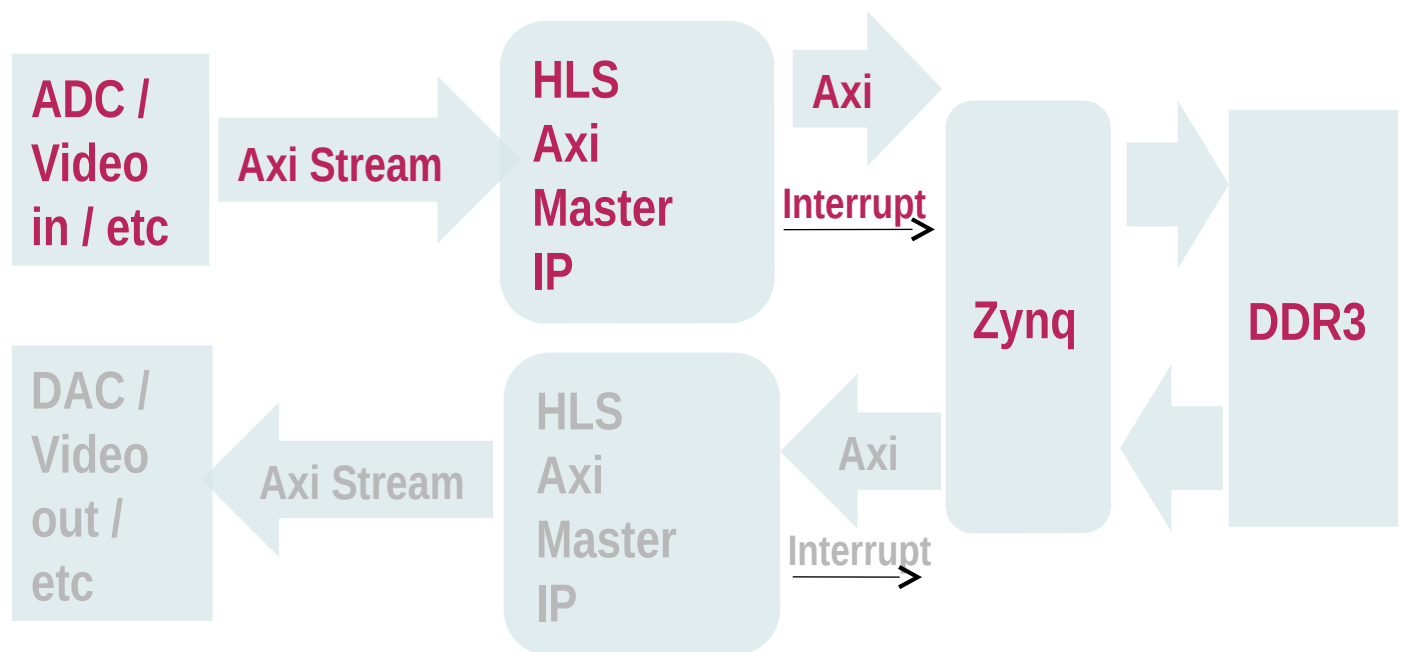 ADC /
Video
in / etc
Axi Stream
HLS
Axi
Master
IP
Axi
Interrupt
Zynq
DDR3
DAC /
Video
out /
etc
Axi Stream
HLS
Axi
Master
IP
Axi
Interrupt